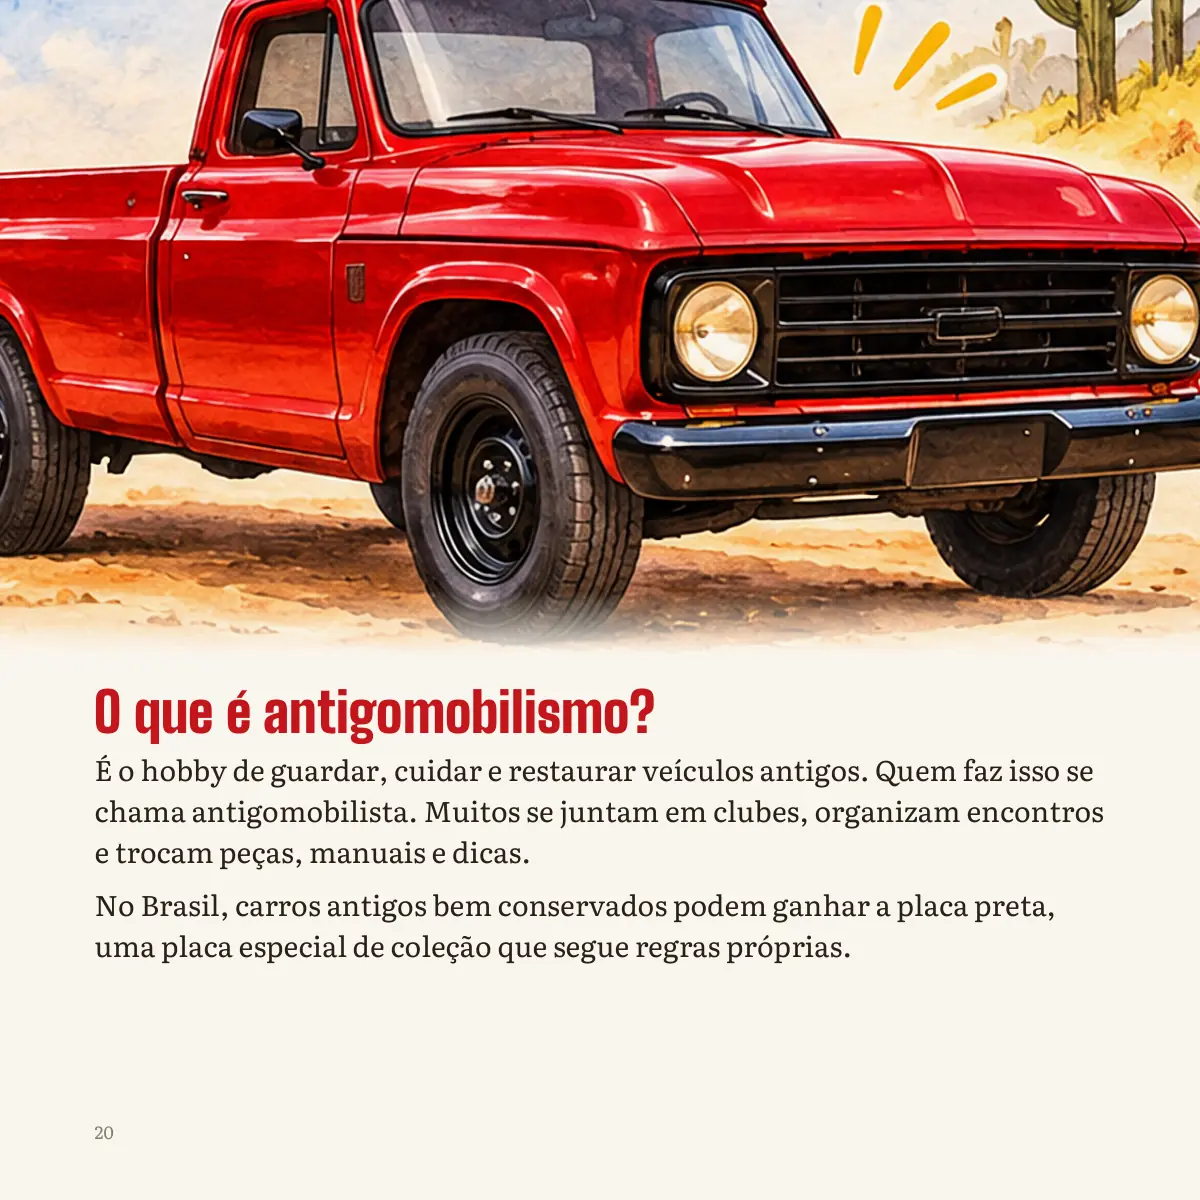 O que é antigomobilismo?
É o hobby de guardar, cuidar e restaurar veículos antigos. Quem faz isso se
chama antigomobilista. Muitos se juntam em clubes, organizam encontros
e trocam peças, manuais e dicas.
No Brasil, carros antigos bem conservados podem ganhar a placa preta,
uma placa especial de coleção que segue regras próprias.
20